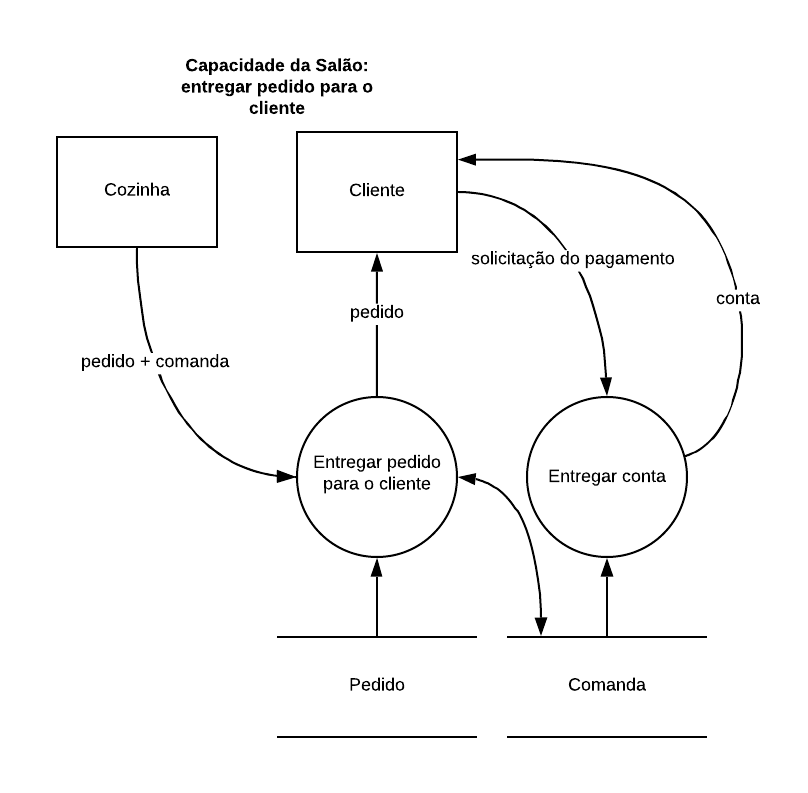 Capacidade da Salão:
entregar pedido para o
cliente
Cozinha
Cliente
solicitação do pagamento
conta
pedido
pedido + comanda
Entregar pedido
para o cliente
Entregar conta
Pedido
Comanda